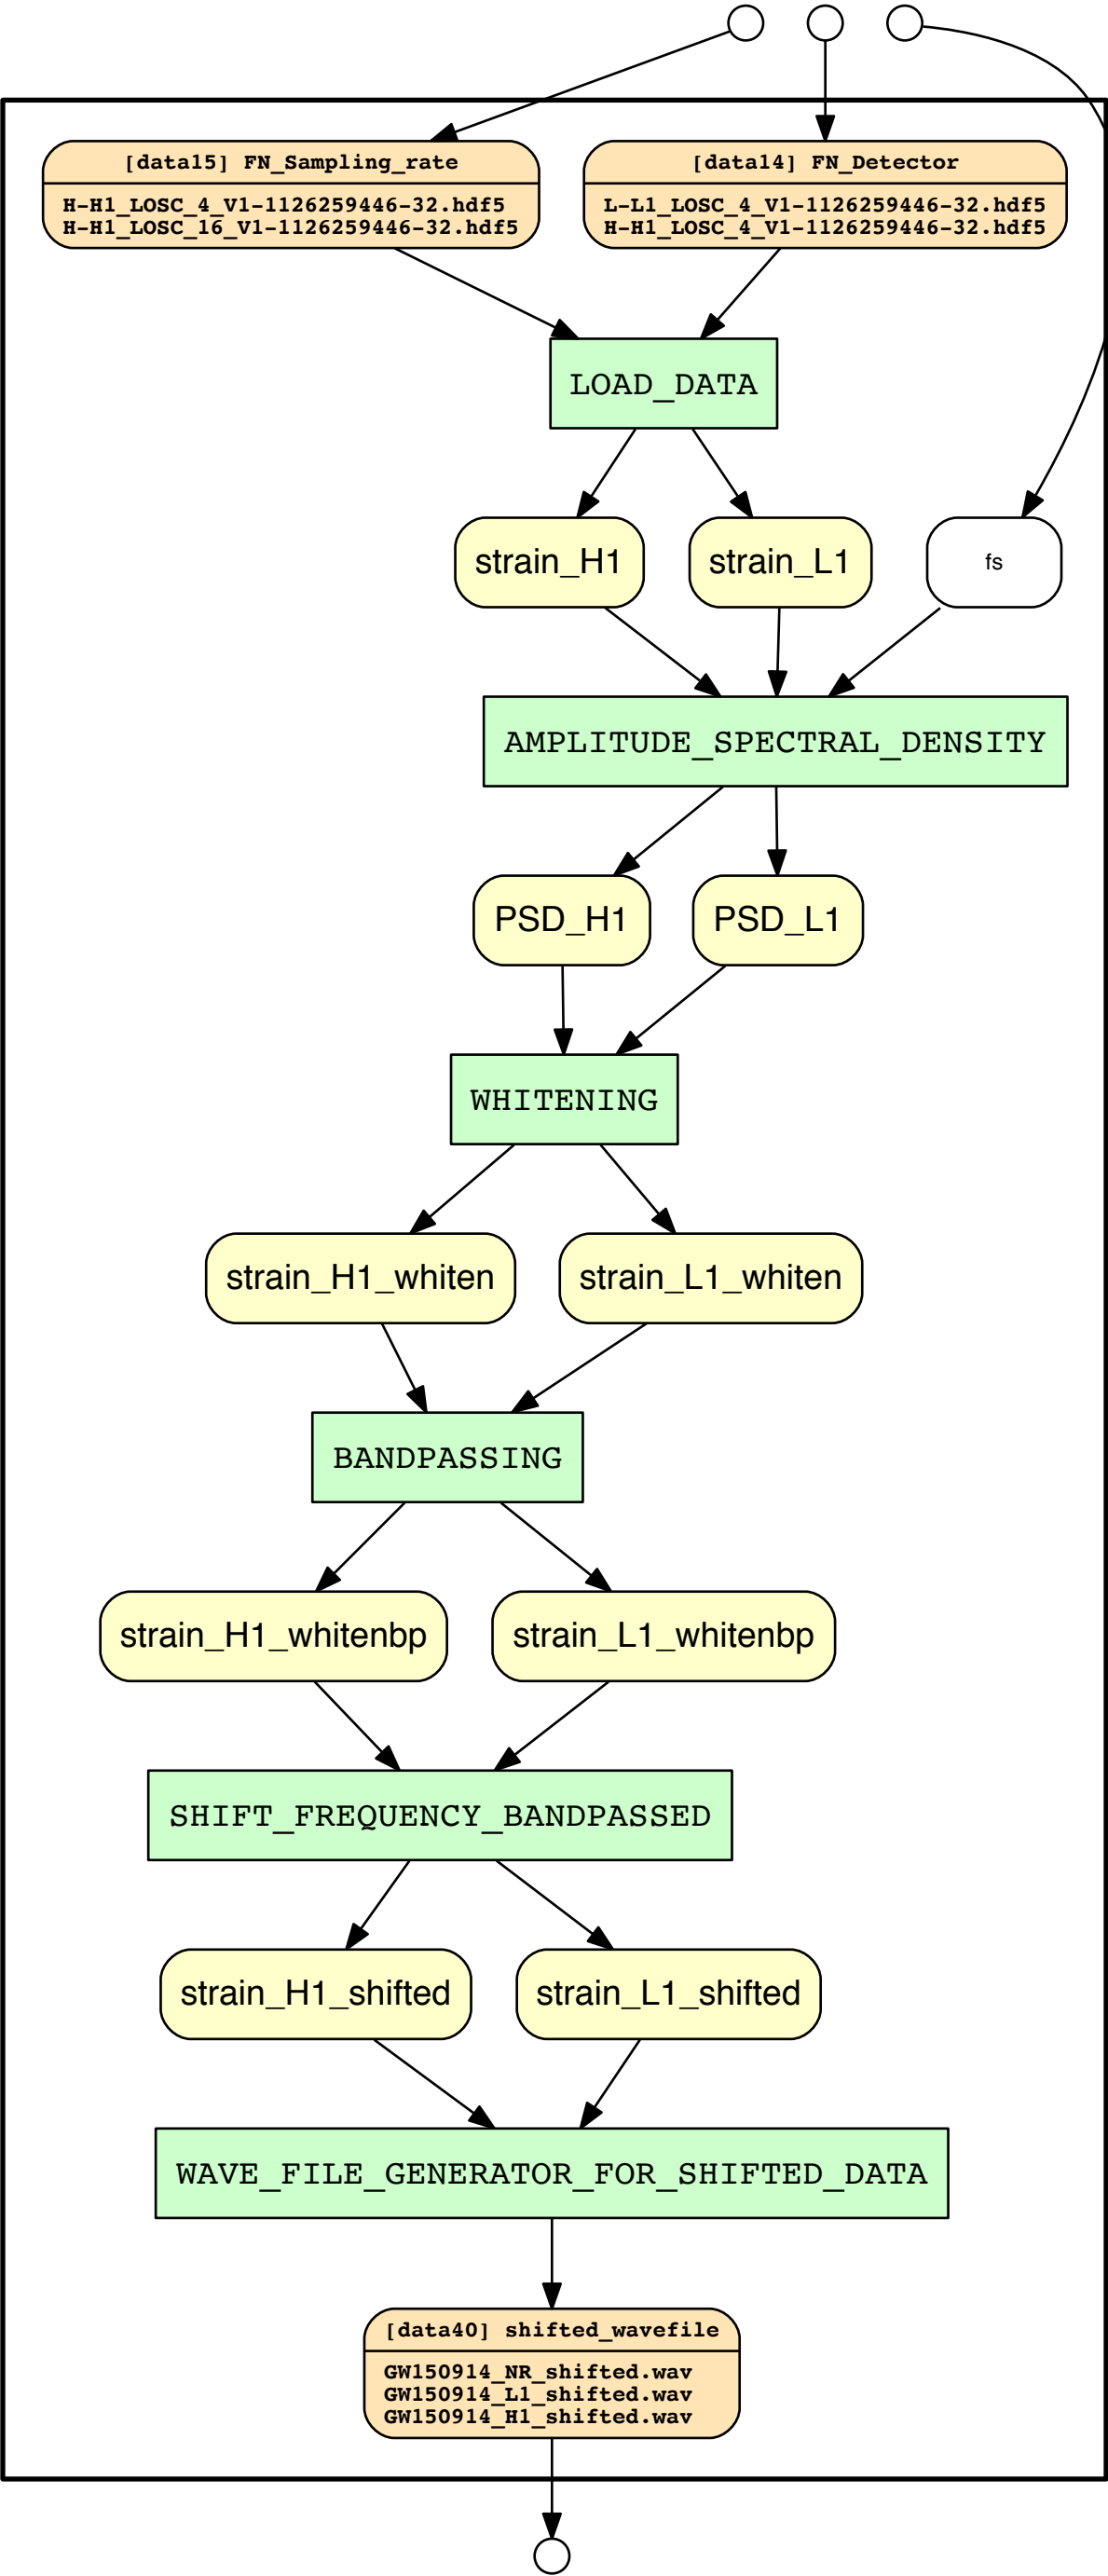 [data15] FN_Sampling_rate
H-H1_LOSC_4_V1-1126259446-32.hdf5
H-H1_LOSC_16_V1-1126259446-32.hdf5
[data14] FN_Detector
L-L1_LOSC_4_V1-1126259446-32.hdf5
H-H1_LOSC_4_V1-1126259446-32.hdf5
LOAD_DATA
strain_H1
strain_L1
fs
AMPLITUDE_SPECTRAL_DENSITY
PSD_H1
PSD_L1
WHITENING
strain_H1_whiten
strain_L1_whiten
BANDPASSING
strain_H1_whitenbp
strain_L1_whitenbp
SHIFT_FREQUENCY_BANDPASSED
strain_H1_shifted
strain_L1_shifted
WAVE_FILE_GENERATOR_FOR_SHIFTED_DATA
[data40] shifted_wavefile
GW150914_NR_shifted.wav
GW150914_L1_shifted.wav
GW150914_H1_shifted.wav